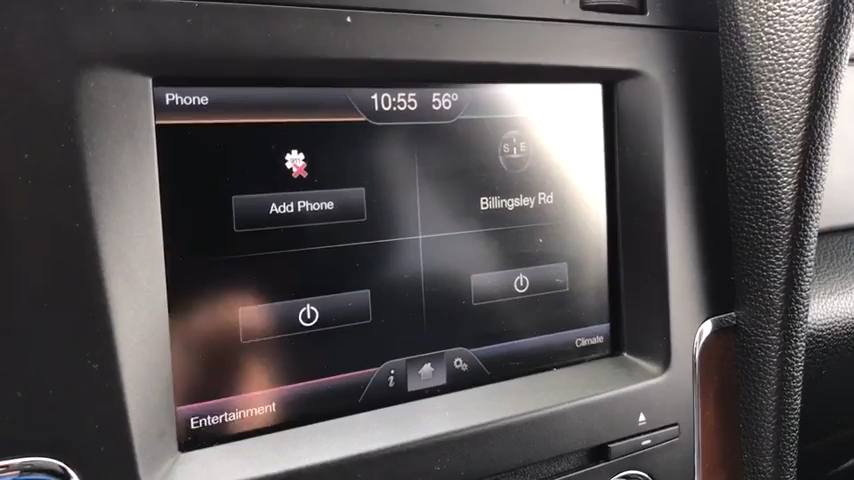 Phone
10:55 56°
S E
Add Phone
Billingsley Rd
Climate
i
Entertainment